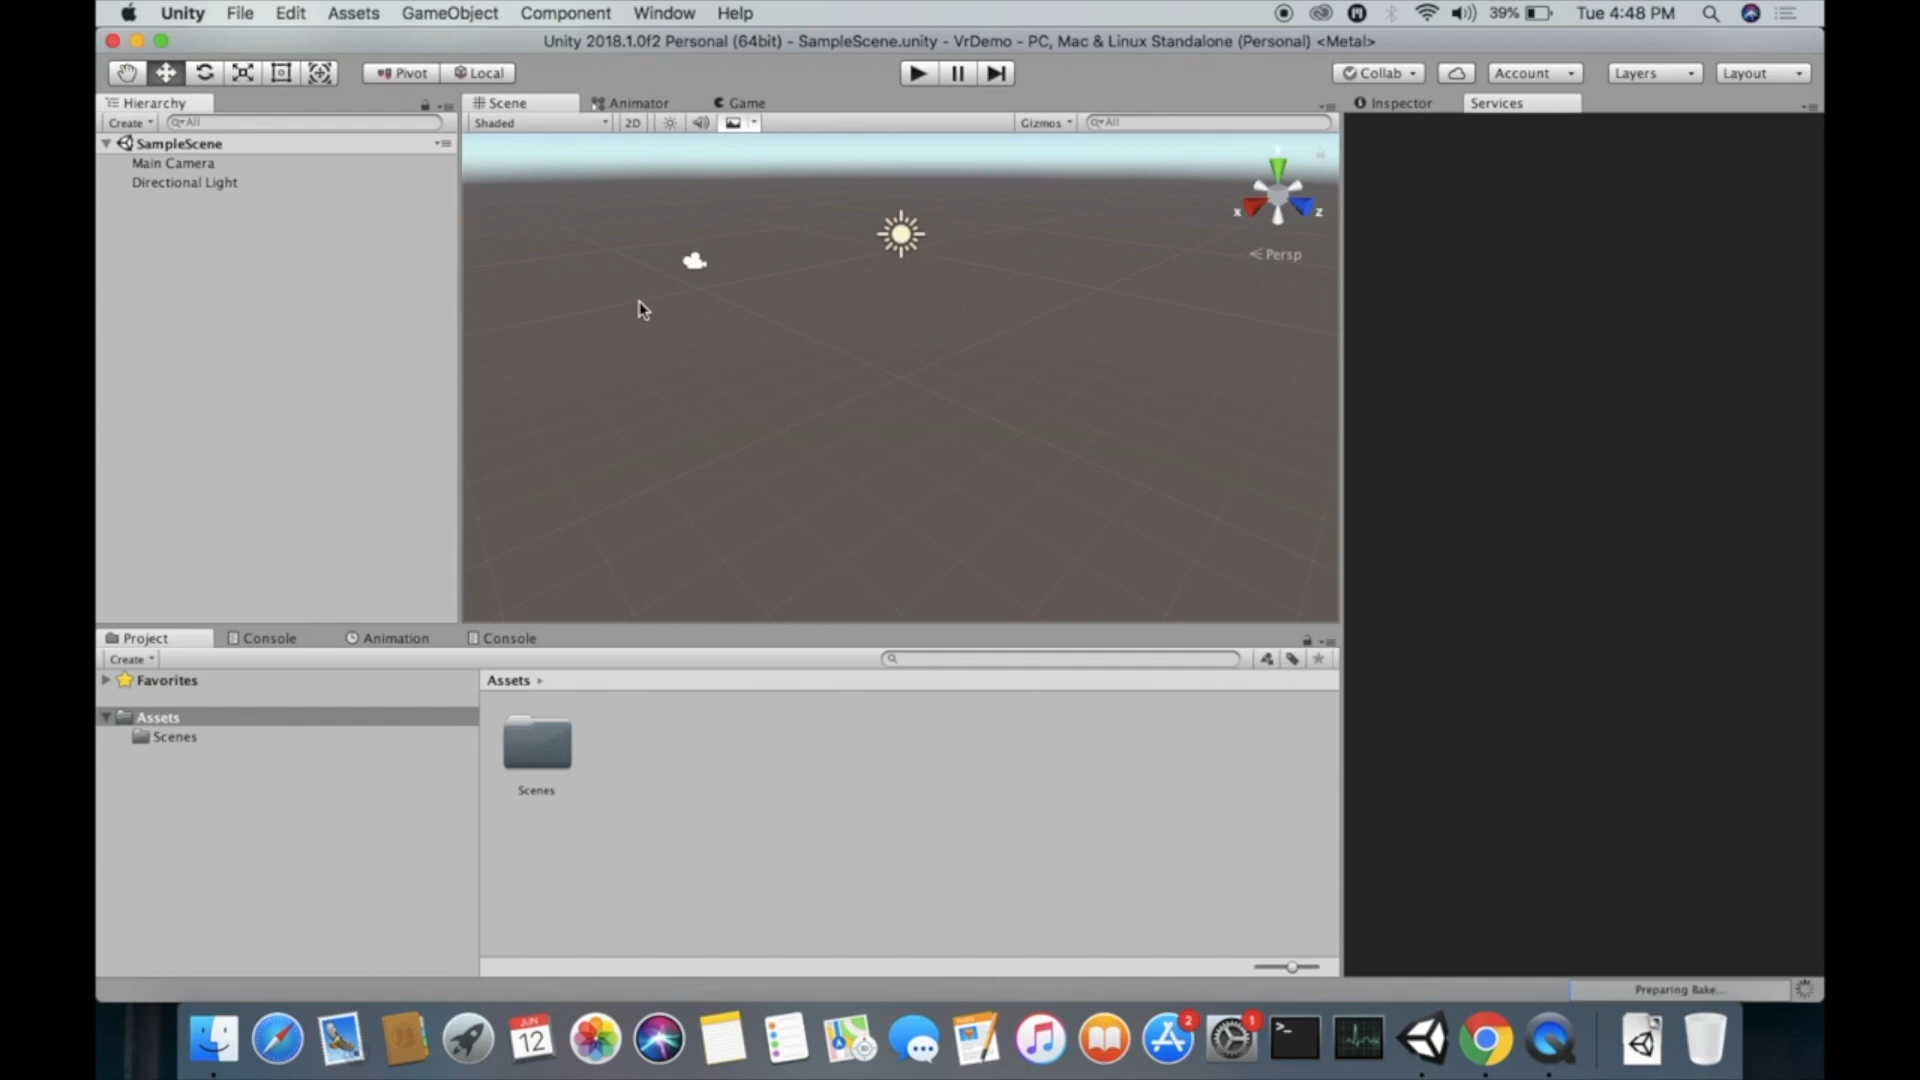 Unity File Edit Assets GameObject Component Window Help 39% Tue 4:48 PM
Unity 2018.1.0f2 Personal (64bit) - SampleScene.unity - VrDemo - PC, Mac & Linux Standalone (Personal) <Metal>
Pivot Local Collab Account Layers Layout
Hierarchy Scene Animator Game Inspector Services
Create All Shaded 2D Gizmos All
SampleScene
Main Camera
Directional Light
y
x z
Persp
Project Console Animation Console
Create
Favorites Assets
Assets
Scenes
Scenes
Preparing Bake...
JUN
12
2
1